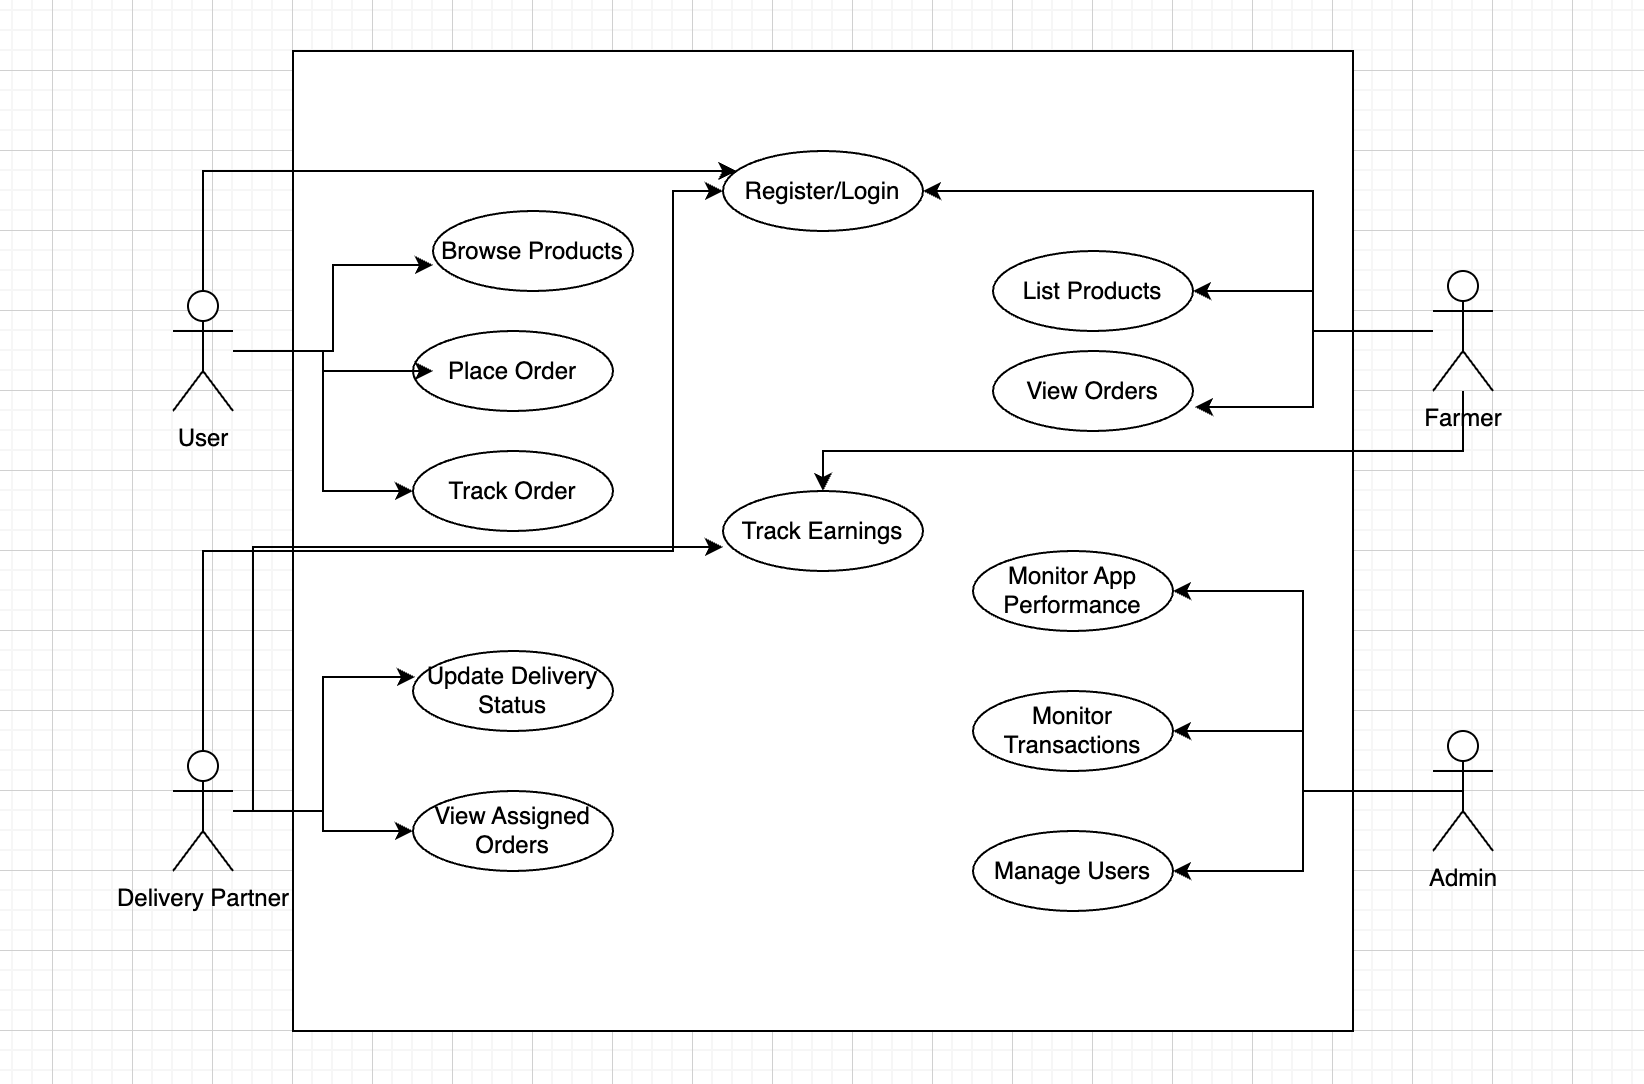 Register/Login
Browse Products
List Products
Place Order
View Orders
Farmer
User
Track Order
Track Earnings
Monitor App
Performance
Update Delivery
Status
Monitor
Transactions
View Assigned
Orders
Manage Users
Admin
Delivery Partner